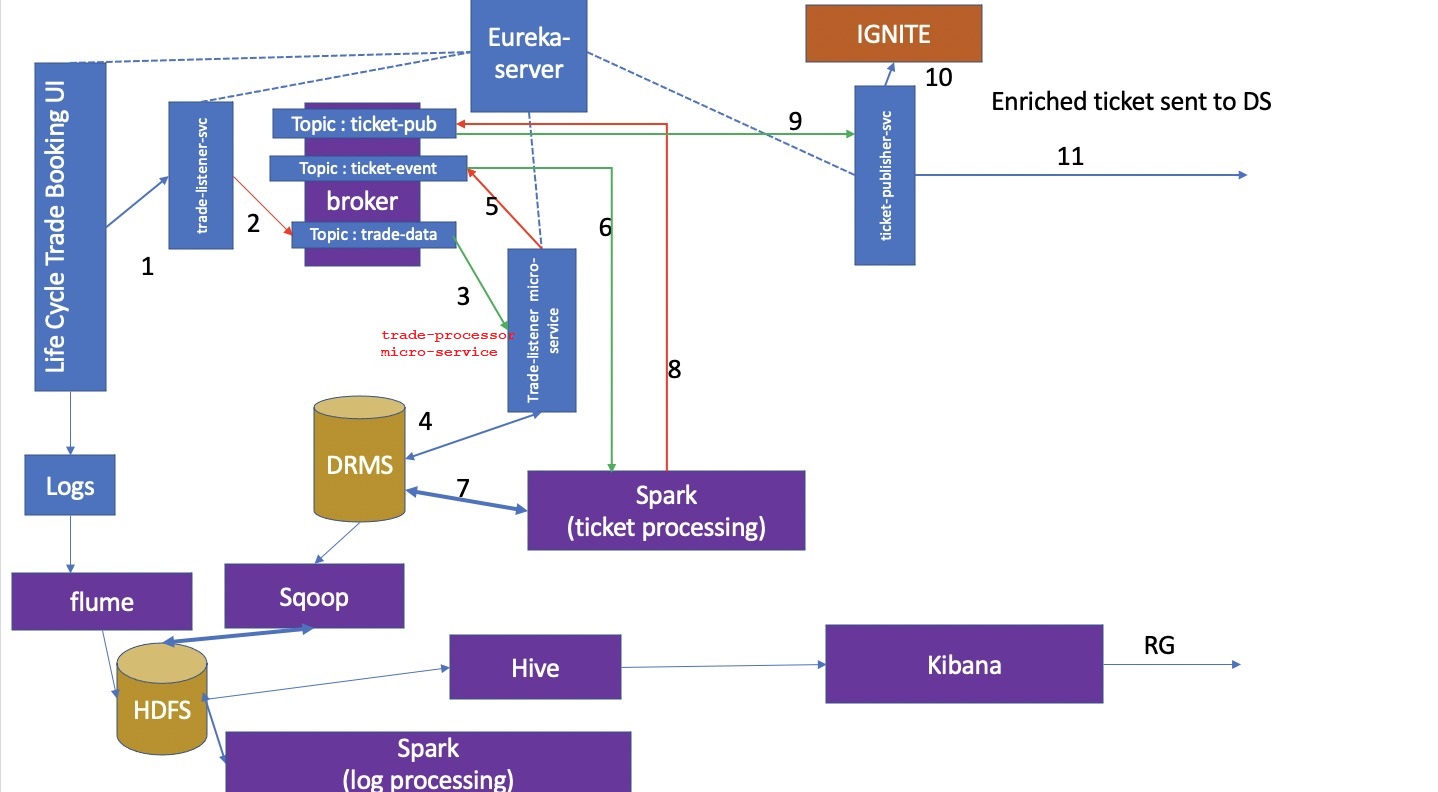 Eureka-
server
IGNITE
10
Enriched ticket sent to DS
Life Cycle Trade Booking UI
trade-listener-svc
Topic : ticket-pub
9
ticket-publisher-svc
11
Topic : ticket-event
broker
5
6
2
Topic : trade-data
1
3
Trade-listener micro-
service
trade-processor
micro-service
8
4
DRMS
7
Logs
Spark
(ticket processing)
flume
Sqoop
HDFS
Hive
Kibana
RG
Spark
(log processing)